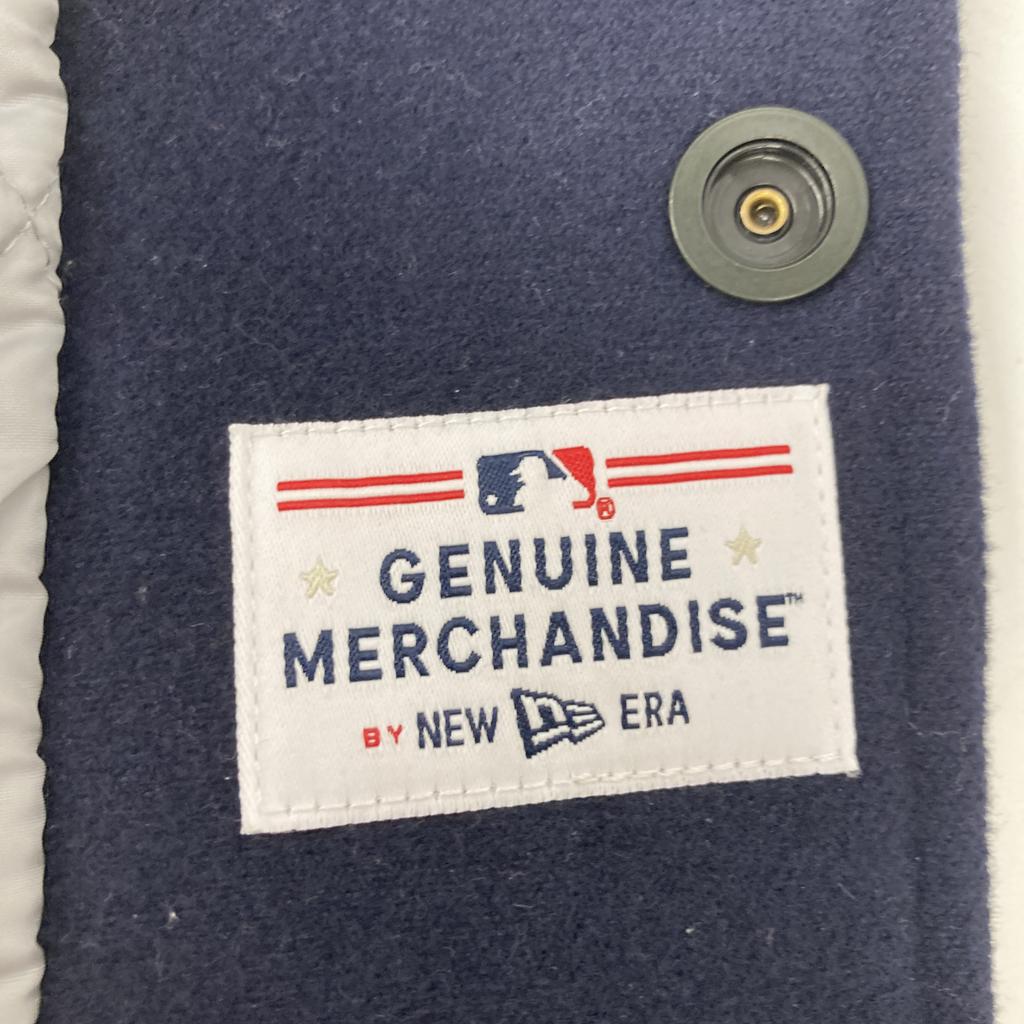 ®
GENUINE
MERCHANDISE™
BY NEW ERA